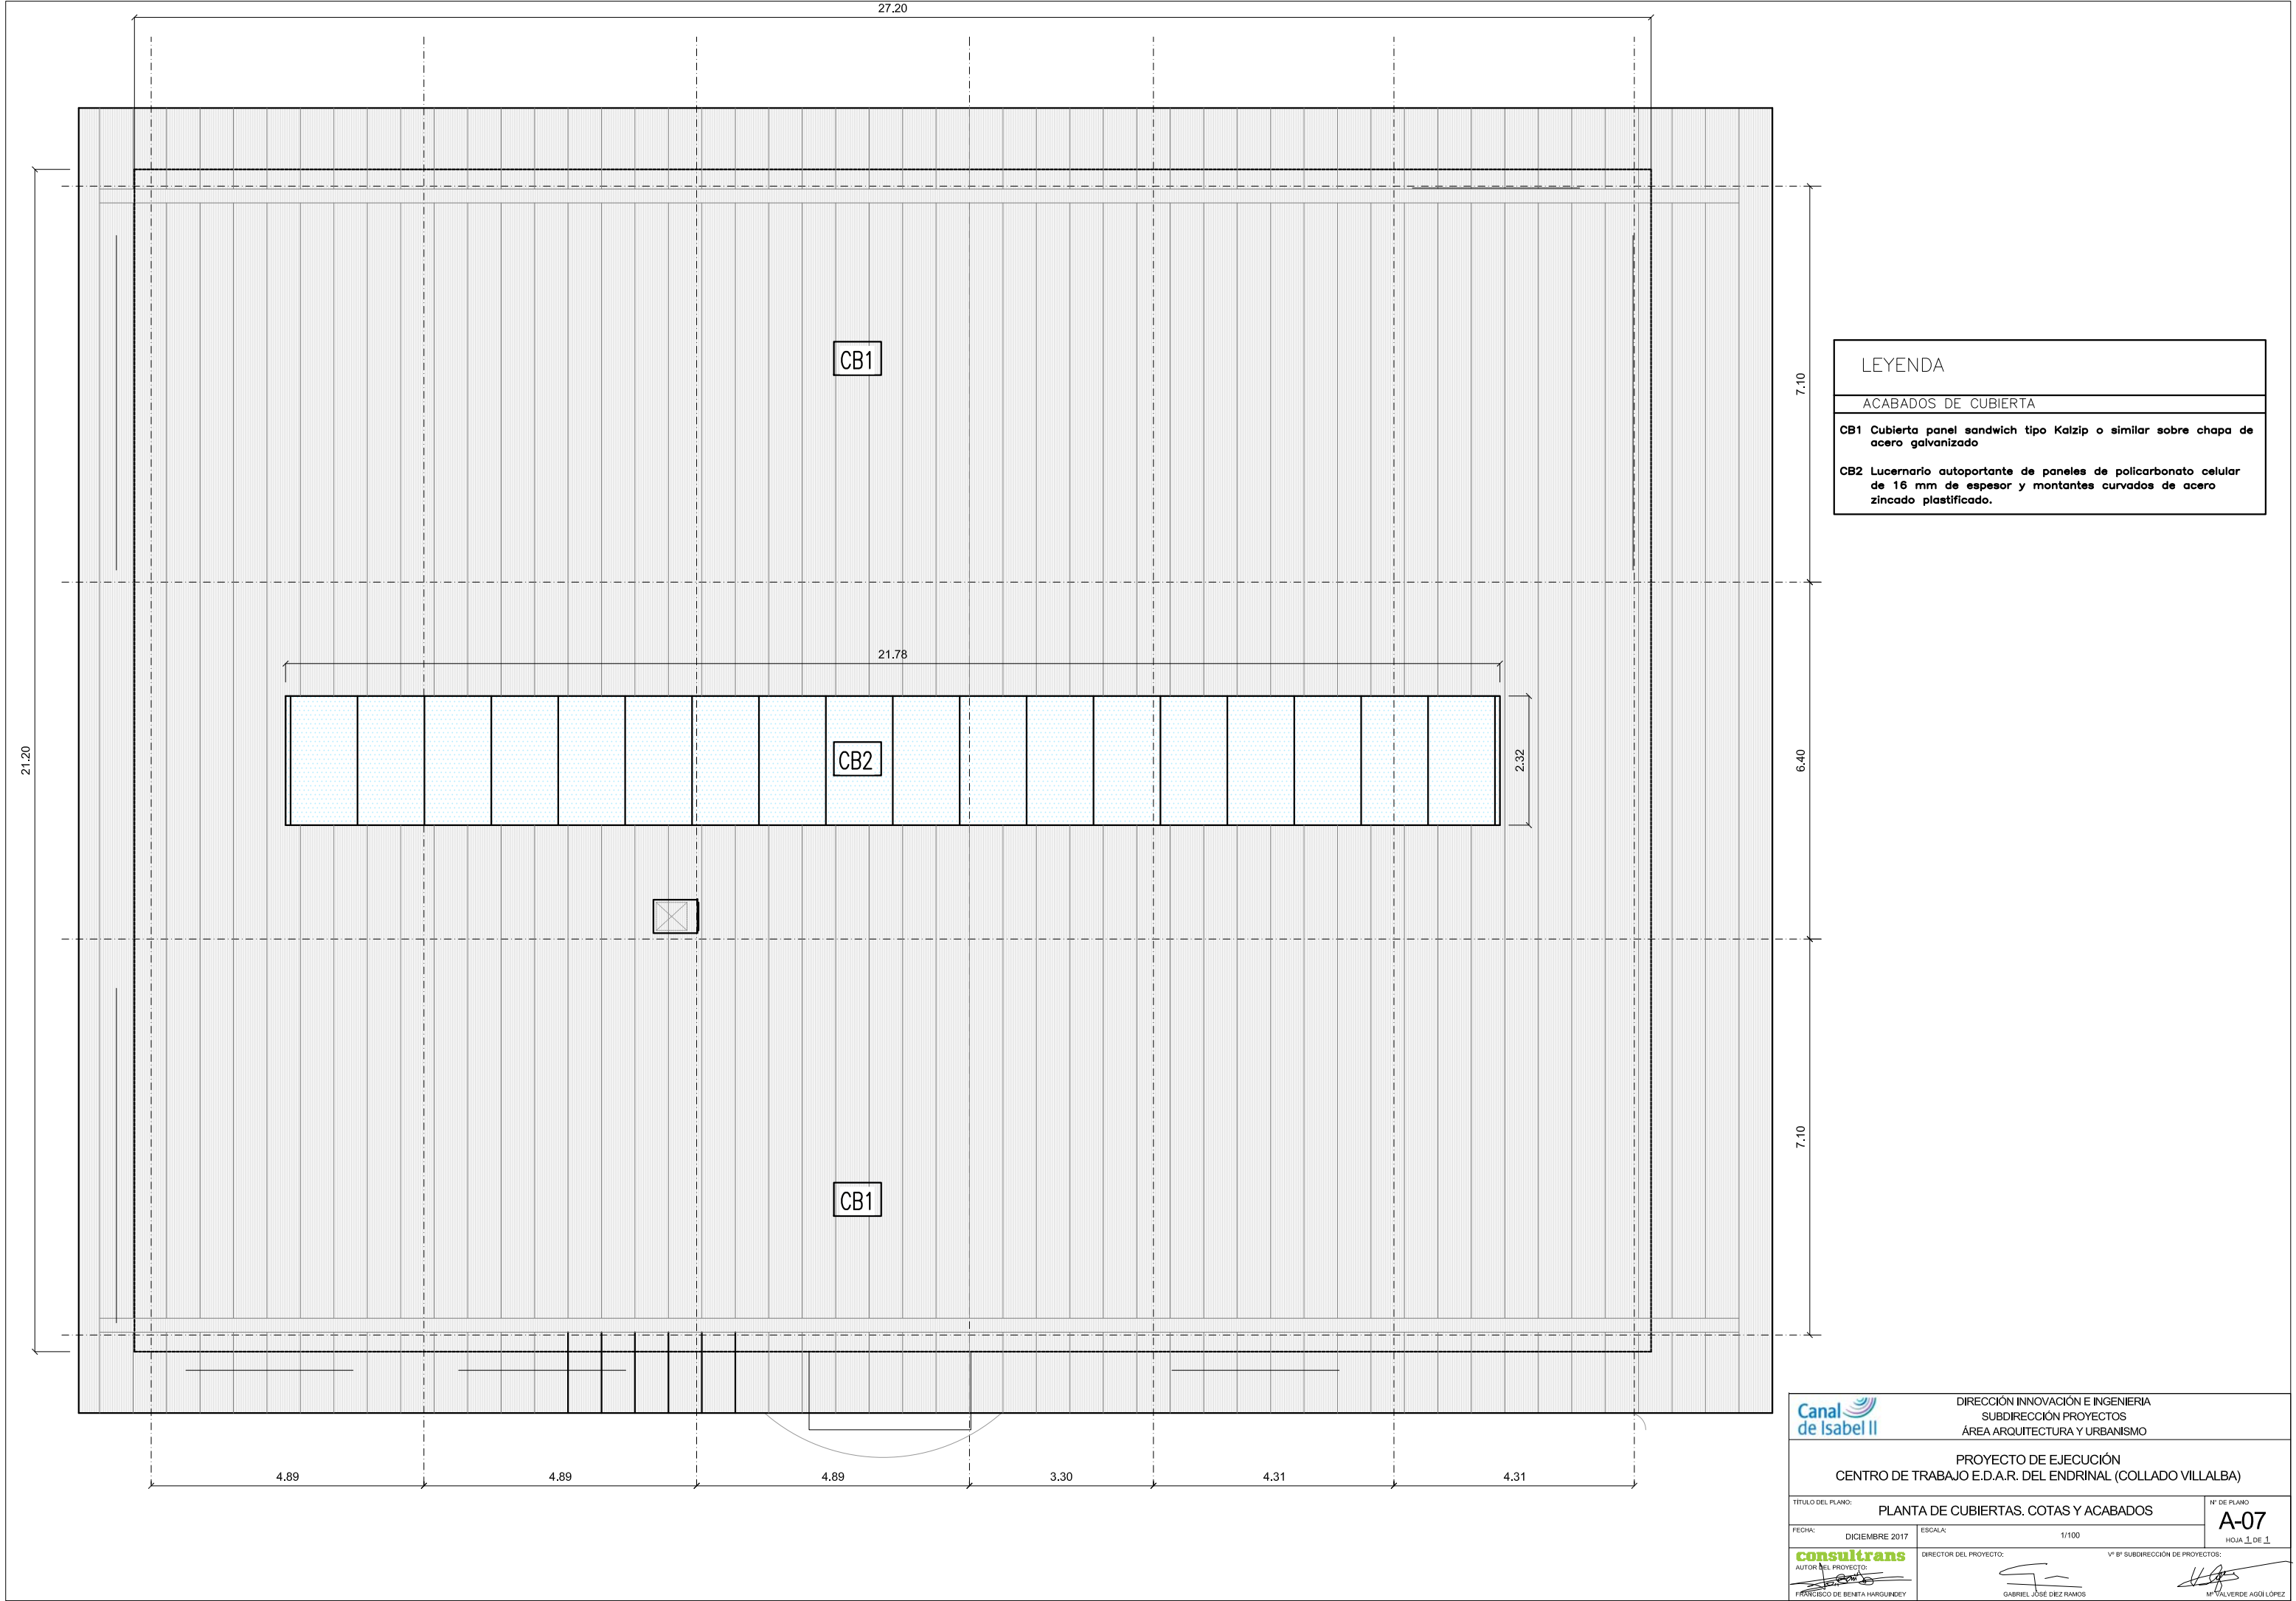 27.20
21.20
7.10
6.40
7.10
CB1
21.78
CB2
2.32
CB1
4.89
4.89
4.89
3.30
4.31
4.31
LEYENDA
ACABADOS DE CUBIERTA
CB1 Cubierta panel sandwich tipo Kalzip o similar sobre chapa de
acero galvanizado
CB2 Lucernario autoportante de paneles de policarbonato celular
de 16 mm de espesor y montantes curvados de acero
zincado plastificado.
Canal
de Isabel II
DIRECCIÓN INNOVACIÓN E INGENIERIA
SUBDIRECCIÓN PROYECTOS
ÁREA ARQUITECTURA Y URBANISMO
PROYECTO DE EJECUCIÓN
CENTRO DE TRABAJO E.D.A.R. DEL ENDRINAL (COLLADO VILLALBA)
TÍTULO DEL PLANO:
PLANTA DE CUBIERTAS. COTAS Y ACABADOS
Nº DE PLANO
A-07
HOJA 1 DE 1
FECHA:
DICIEMBRE 2017
ESCALA:
1/100
consultrans
AUTOR DEL PROYECTO:
FRANCISCO DE BENITA HARGUINDEY
DIRECTOR DEL PROYECTO:
GABRIEL JOSÉ DIEZ RAMOS
Vº Bº SUBDIRECCIÓN DE PROYECTOS:
Mª VALVERDE AGÜI LÓPEZ